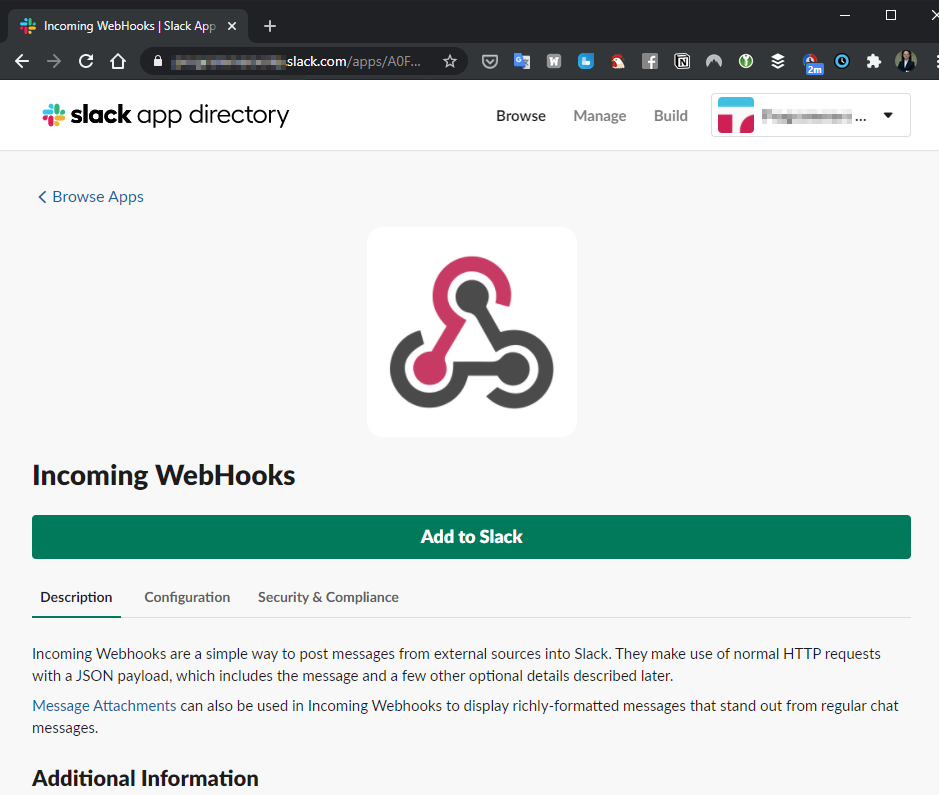 Incoming WebHooks | Slack App
slack.com/apps/A0F...
2m
slack app directory
Browse
Manage
Build
...
Browse Apps
Incoming WebHooks
Add to Slack
Description
Configuration
Security & Compliance
Incoming Webhooks are a simple way to post messages from external sources into Slack. They make use of normal HTTP requests
with a JSON payload, which includes the message and a few other optional details described later.
Message Attachments can also be used in Incoming Webhooks to display richly-formatted messages that stand out from regular chat
messages.
Additional Information